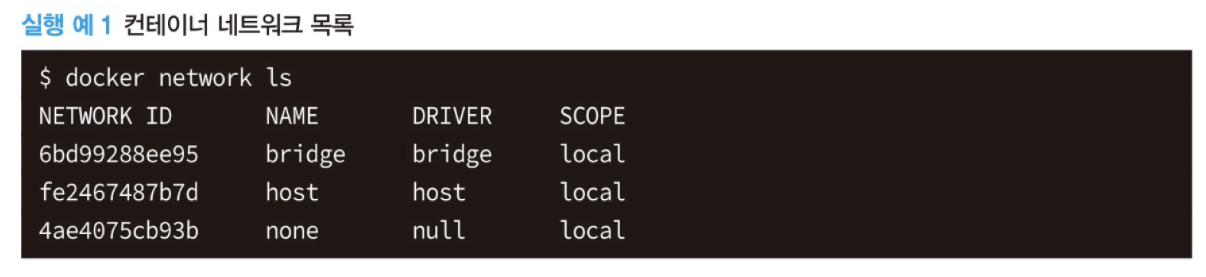 실행 예 1 컨테이너 네트워크 목록
$ docker network ls
NETWORK ID NAME DRIVER SCOPE
6bd99288ee95 bridge bridge local
fe2467487b7d host host local
4ae4075cb93b none null local